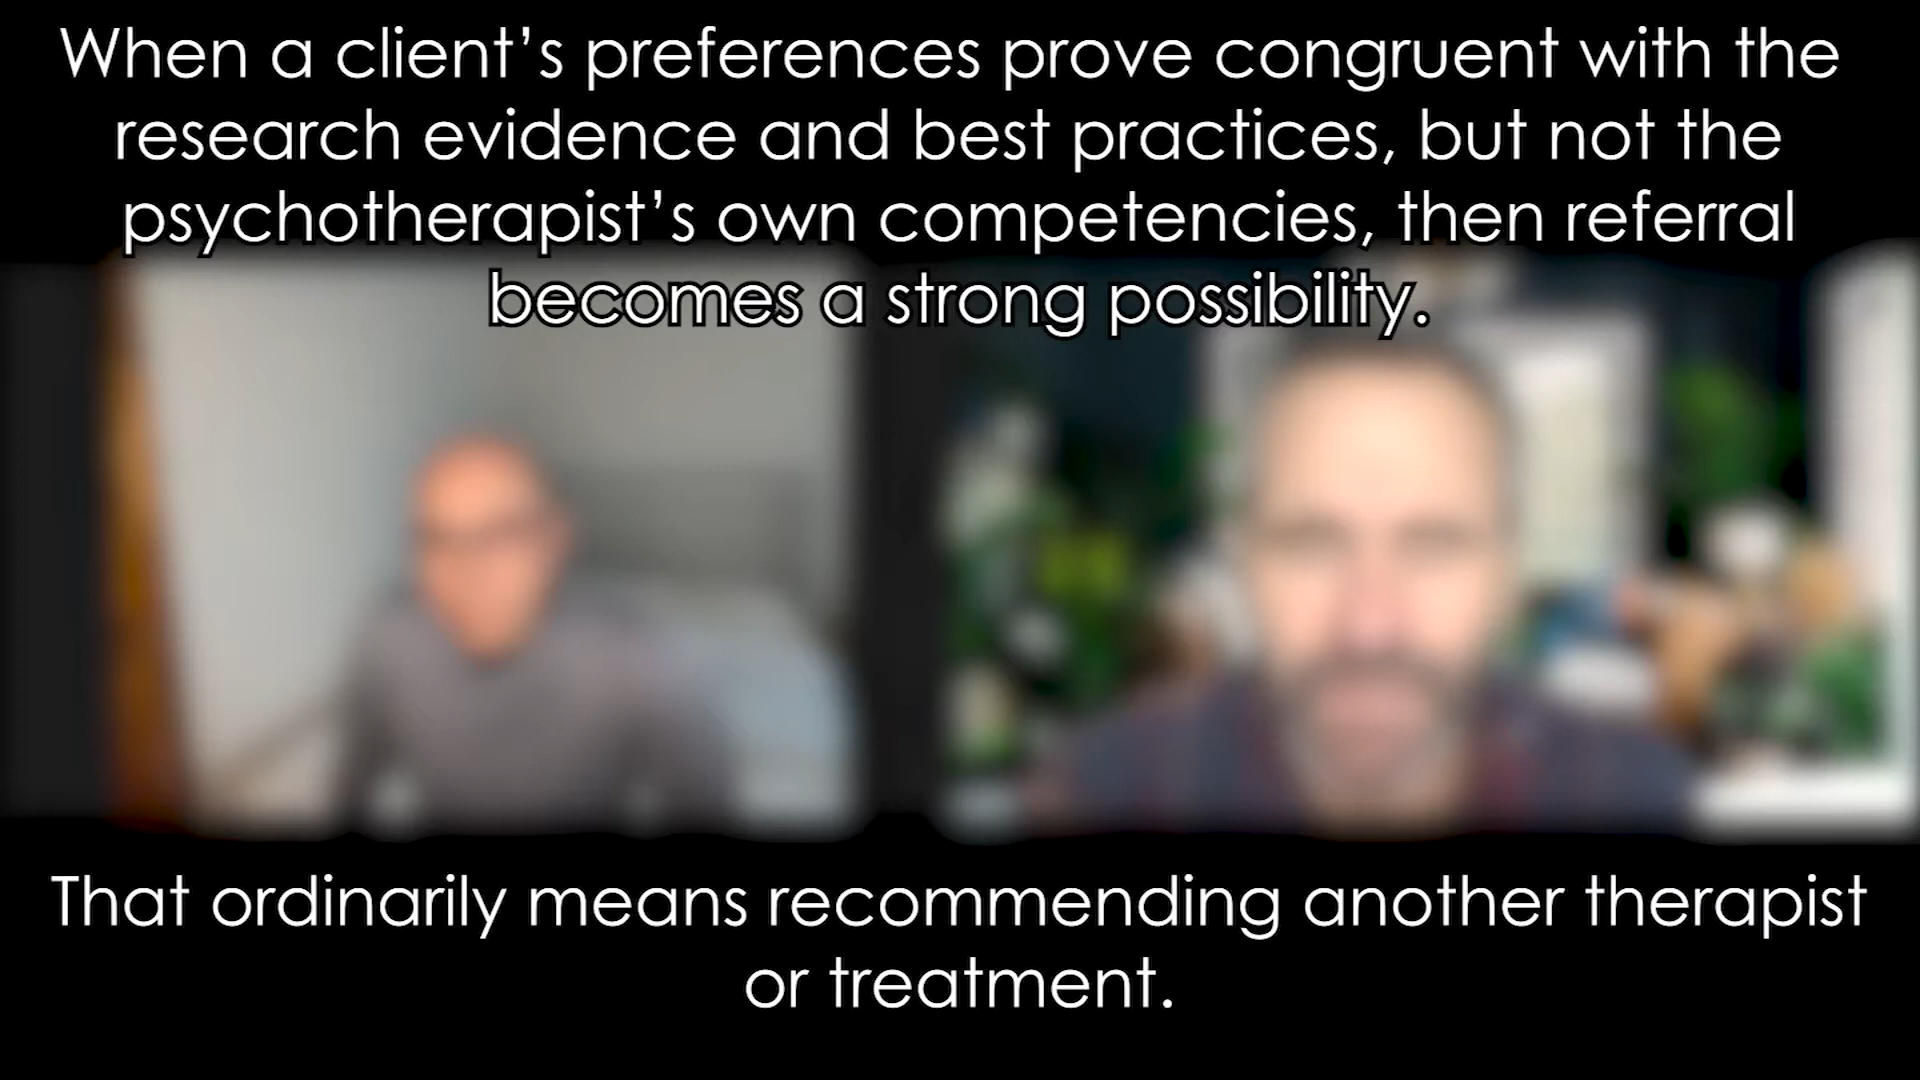 When a client’s preferences prove congruent with the
research evidence and best practices, but not the
psychotherapist’s own competencies, then referral
becomes a strong possibility.
That ordinarily means recommending another therapist
or treatment.